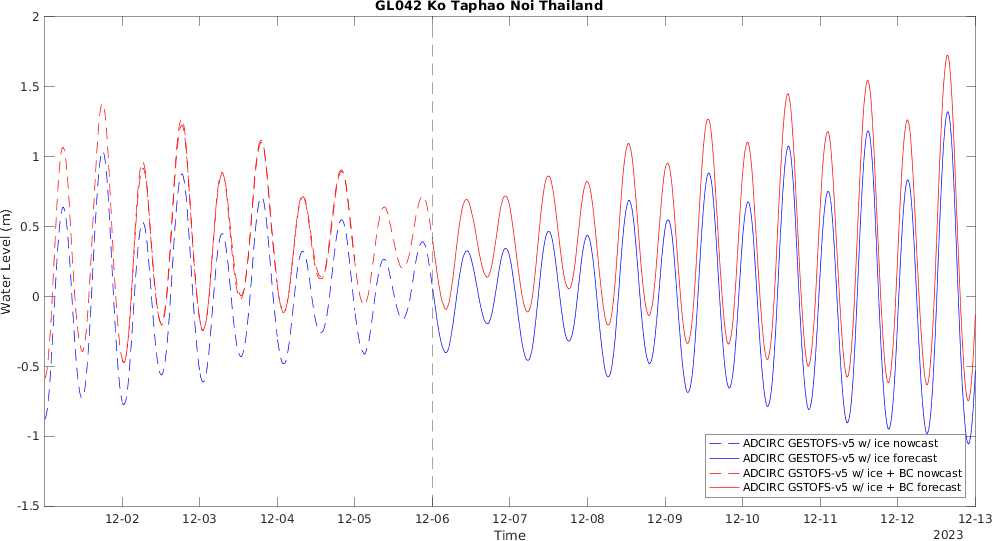 GL042 Ko Taphao Noi Thailand
2
1.5
1
0.5
0
-0.5
-1
-1.5
Water Level (m)
ADCIRC GESTOFS-v5 w/ ice nowcast
ADCIRC GESTOFS-v5 w/ ice forecast
ADCIRC GSTOFS-v5 w/ ice + BC nowcast
ADCIRC GSTOFS-v5 w/ ice + BC forecast
12-02 12-03 12-04 12-05 12-06 12-07 12-08 12-09 12-10 12-11 12-12 12-13
Time
2023